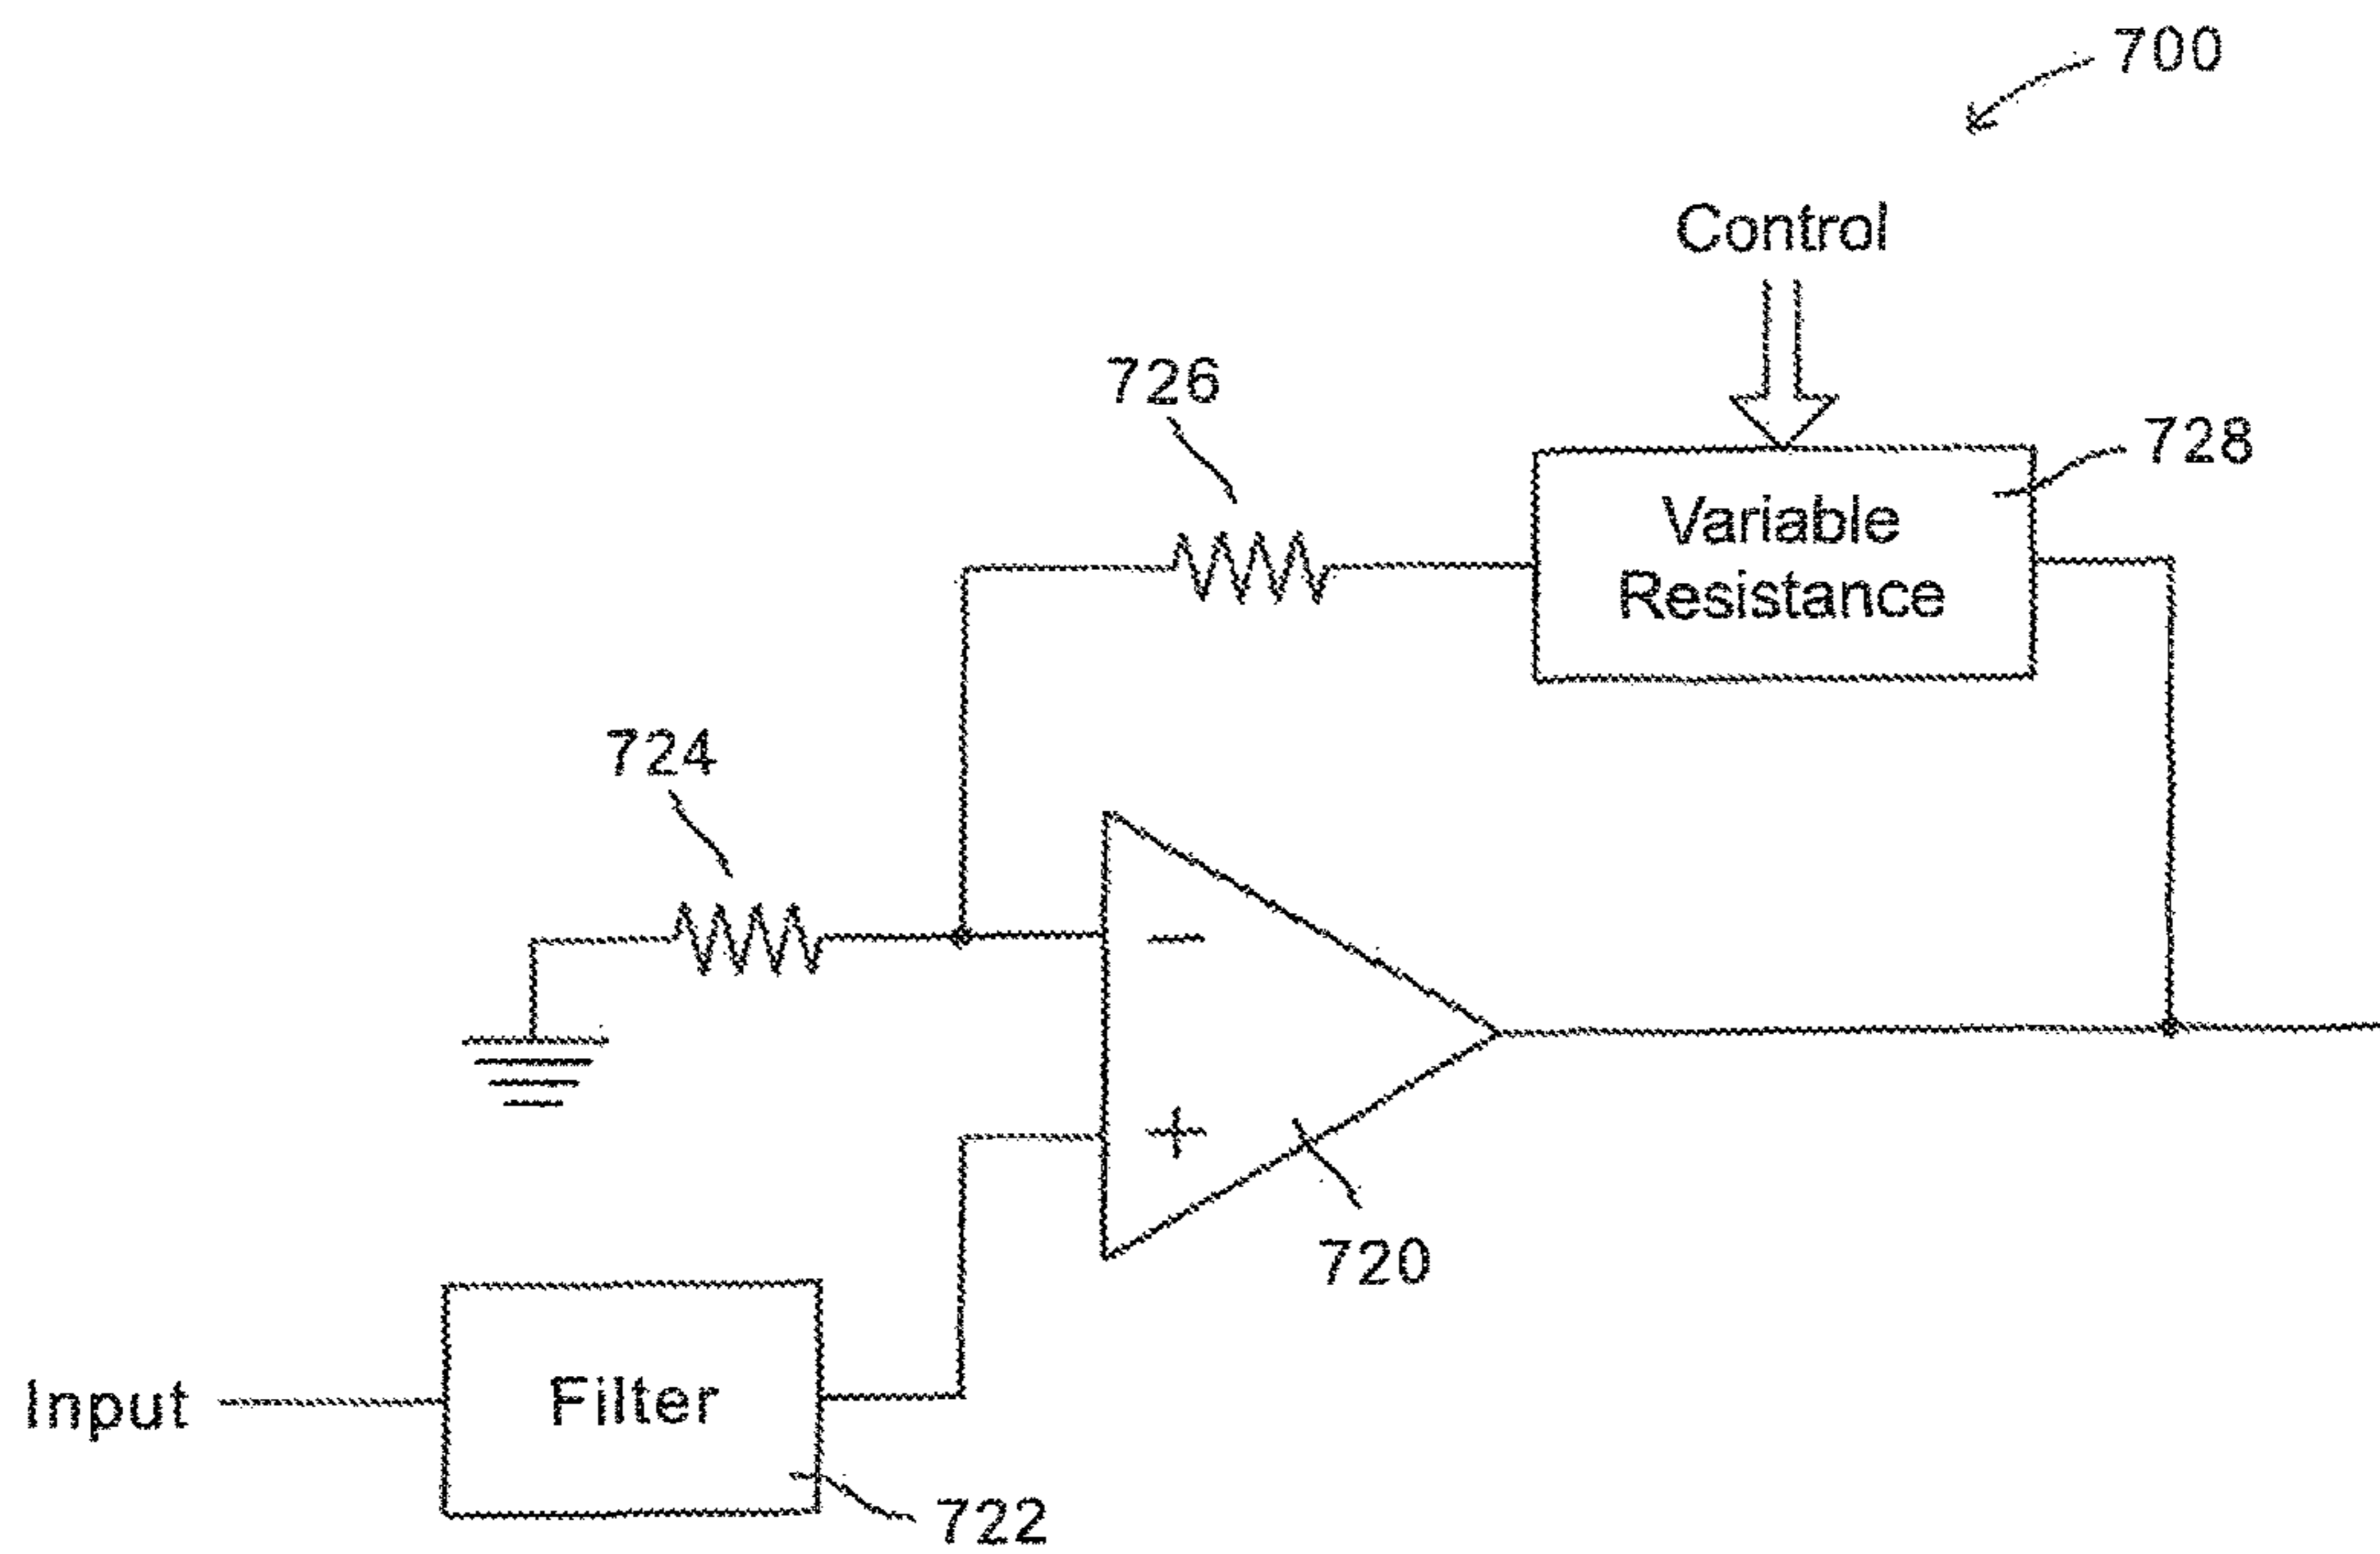 700
Control
726
728
Variable
Resistance
724
−
+
720
Input
Filter
722